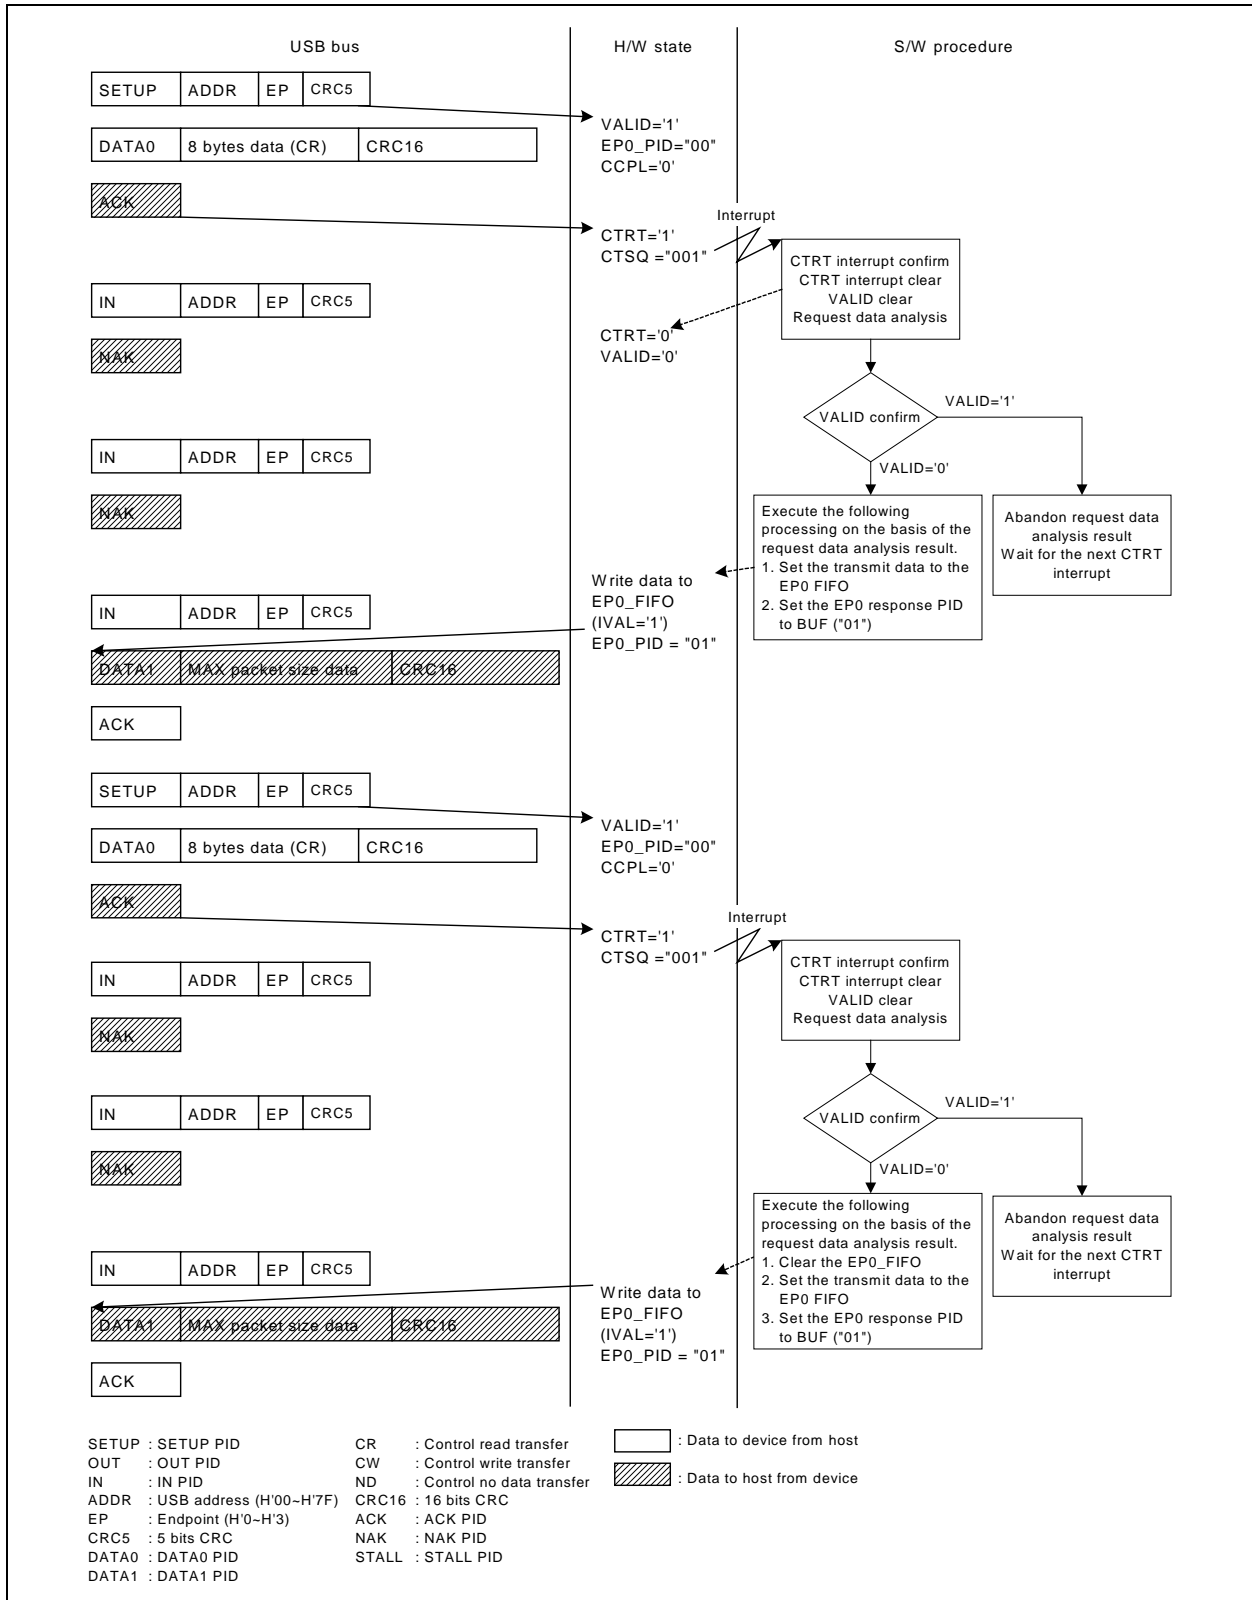 USB bus H/W state S/W procedure
SETUP ADDR EP CRC5
VALID='1'
EP0_PID="00"
CCPL='0'
DATA0 8 bytes data (CR) CRC16
ACK
Interrupt
CTRT='1'
CTSQ ="001"
CTRT interrupt confirm
CTRT interrupt clear
VALID clear
Request data analysis
IN ADDR EP CRC5
CTRT='0'
VALID='0'
NAK
VALID confirm
VALID='1'
VALID='0'
IN ADDR EP CRC5
NAK
Execute the following
processing on the basis of the
request data analysis result.
1. Set the transmit data to the
EP0 FIFO
2. Set the EP0 response PID
to BUF ("01")
Abandon request data
analysis result
Wait for the next CTRT
interrupt
Write data to
EP0_FIFO
(IVAL='1')
EP0_PID = "01"
IN ADDR EP CRC5
DATA1 MAX packet size data CRC16
ACK
SETUP ADDR EP CRC5
VALID='1'
EP0_PID="00"
CCPL='0'
DATA0 8 bytes data (CR) CRC16
ACK
Interrupt
CTRT='1'
CTSQ ="001"
CTRT interrupt confirm
CTRT interrupt clear
VALID clear
Request data analysis
IN ADDR EP CRC5
NAK
IN ADDR EP CRC5
VALID confirm
VALID='1'
VALID='0'
NAK
Execute the following
processing on the basis of the
request data analysis result.
1. Clear the EP0_FIFO
2. Set the transmit data to the
EP0 FIFO
3. Set the EP0 response PID
to BUF ("01")
Abandon request data
analysis result
Wait for the next CTRT
interrupt
IN ADDR EP CRC5
Write data to
EP0_FIFO
(IVAL='1')
EP0_PID = "01"
DATA1 MAX packet size data CRC16
ACK
SETUP : SETUP PID CR : Control read transfer : Data to device from host
OUT : OUT PID CW : Control write transfer
IN : IN PID ND : Control no data transfer : Data to host from device
ADDR : USB address (H'00~H'7F) CRC16 : 16 bits CRC
EP : Endpoint (H'0~H'3) ACK : ACK PID
CRC5 : 5 bits CRC NAK : NAK PID
DATA0 : DATA0 PID STALL : STALL PID
DATA1 : DATA1 PID